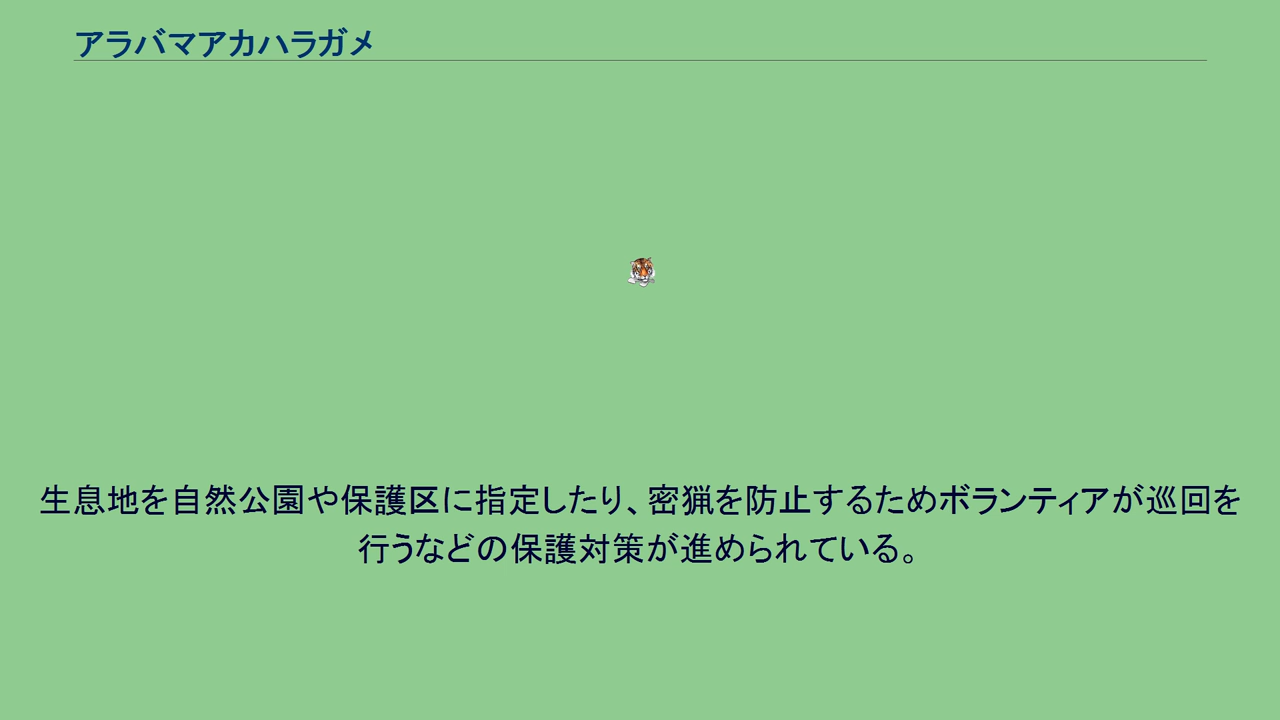 アラバマアカハラガメ
生息地を自然公園や保護区に指定したり、密猟を防止するためボランティアが巡回を
行うなどの保護対策が進められている。